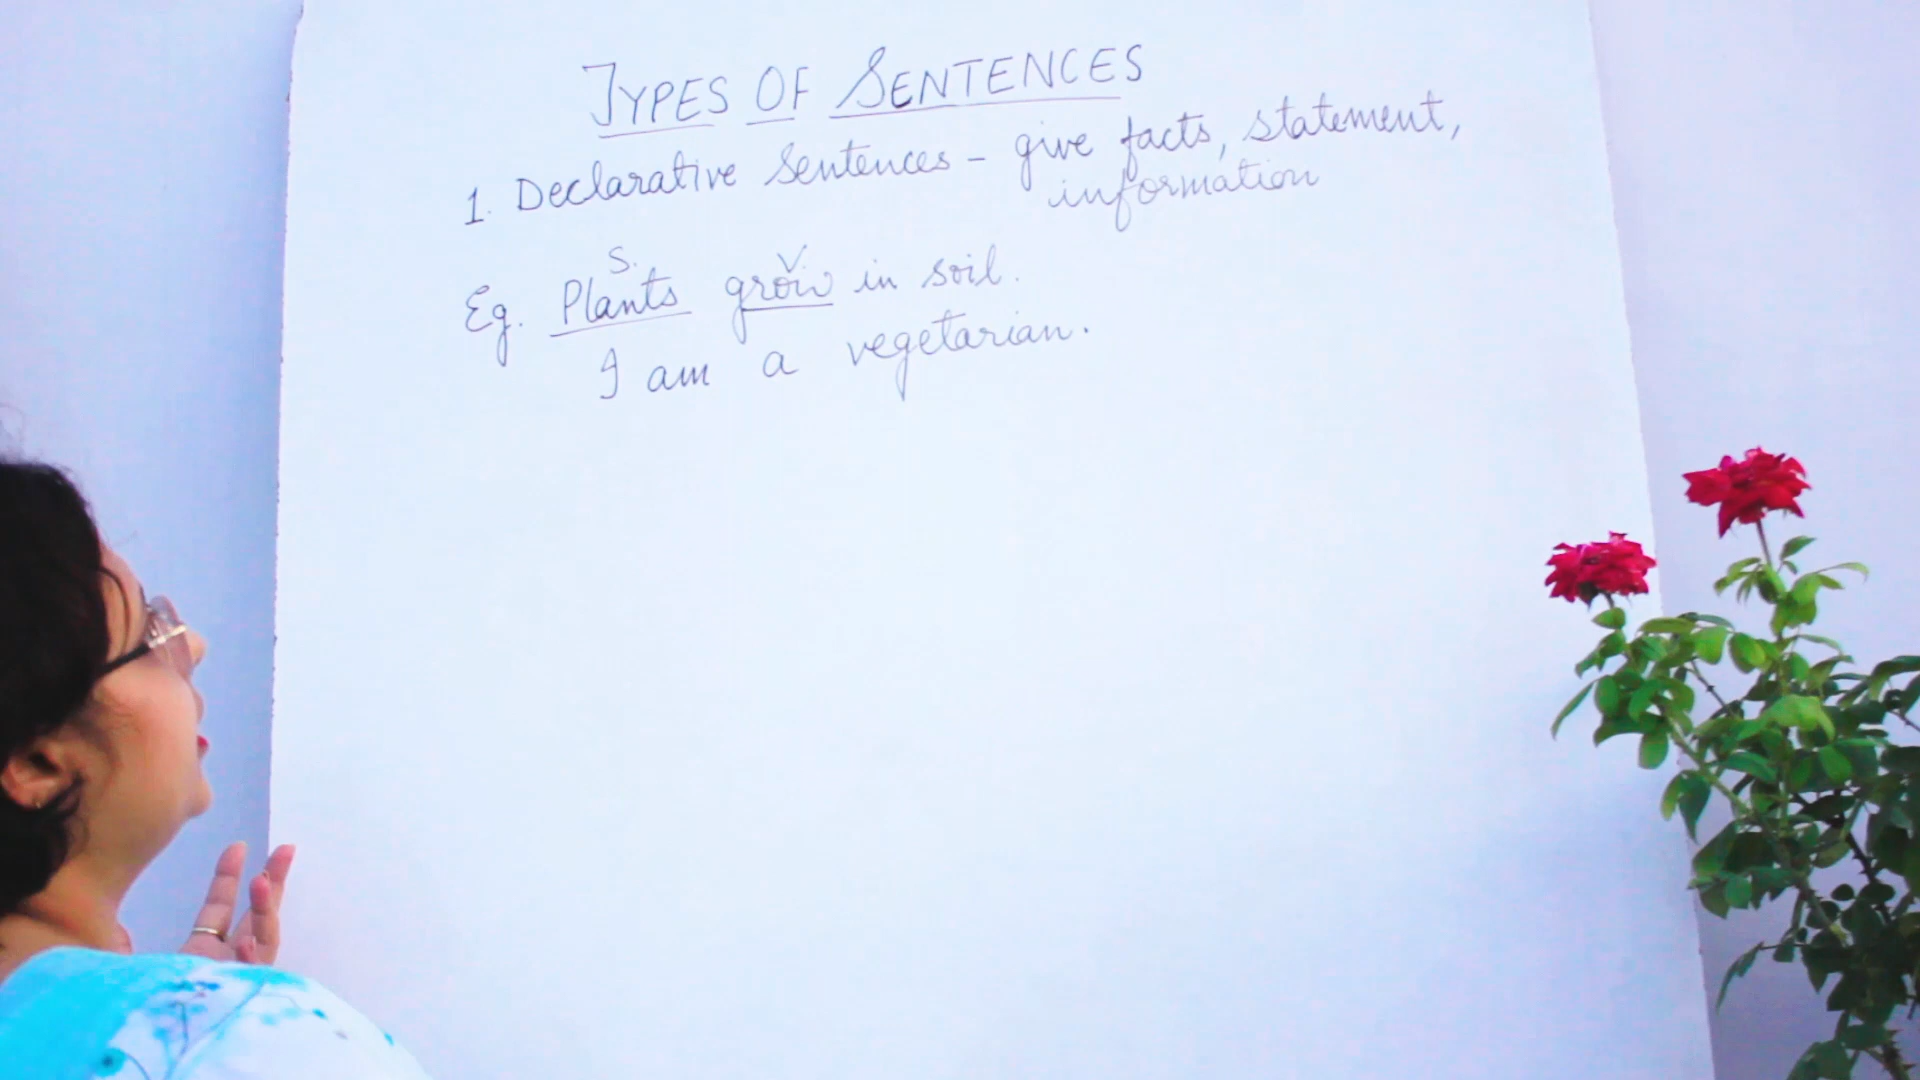 TYPES OF SENTENCES
1. Declarative Sentences - give facts, statement,
information
S. V
Eg. Plants grow in soil.
I am a vegetarian.